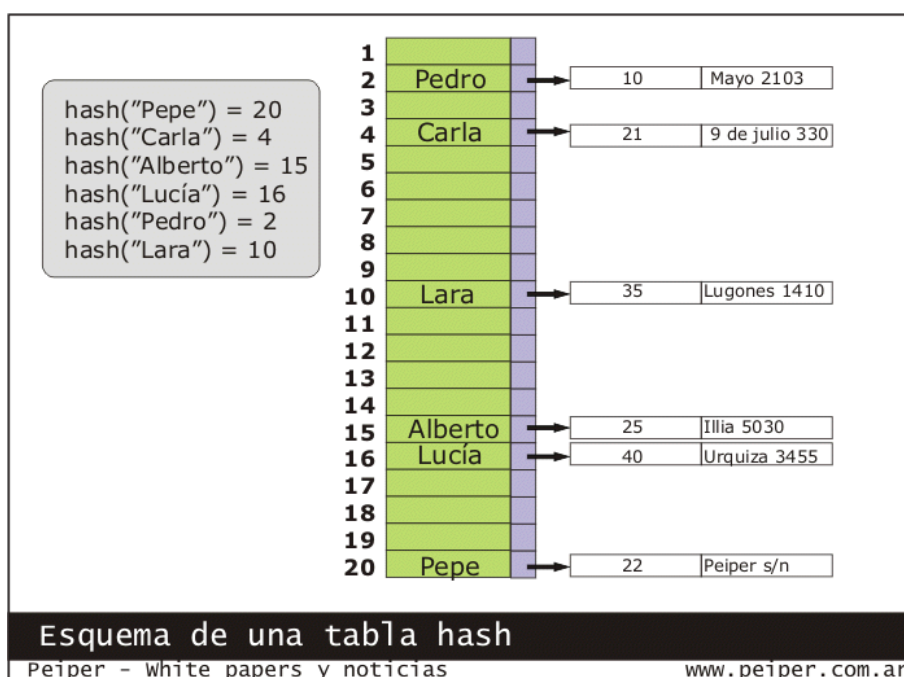 hash("Pepe") = 20
hash("Carla") = 4
hash("Alberto") = 15
hash("Lucía") = 16
hash("Pedro") = 2
hash("Lara") = 10
1
2 Pedro 10 Mayo 2103
3
4 Carla 21 9 de julio 330
5
6
7
8
9
10 Lara 35 Lugones 1410
11
12
13
14
15 Alberto 25 Illia 5030
16 Lucía 40 Urquiza 3455
17
18
19
20 Pepe 22 Peiper s/n
Esquema de una tabla hash
Peiper - White papers y noticias www.peiper.com.ar